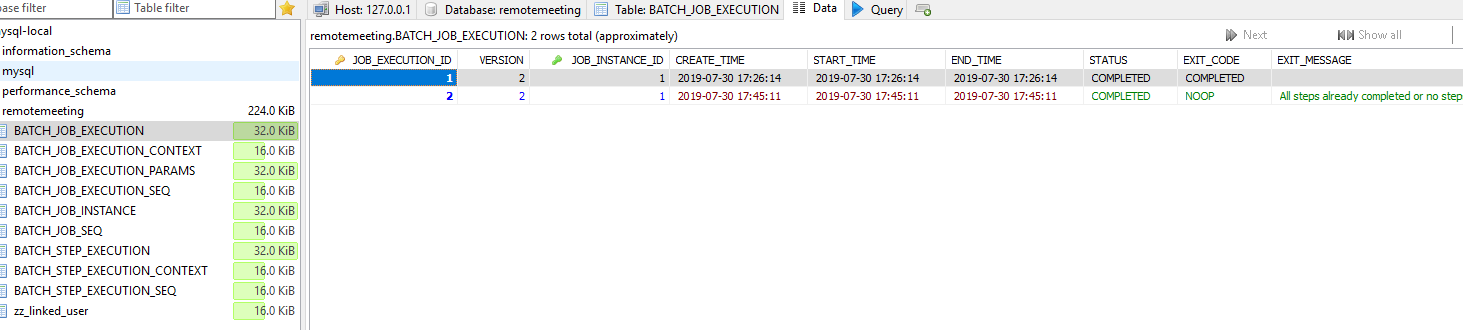 base filter Table filter Host: 127.0.0.1 Database: remotemeeting Table: BATCH_JOB_EXECUTION Data Query
nysql-local
information_schema
mysql
performance_schema
remotemeeting 224.0 KiB
BATCH_JOB_EXECUTION 32.0 KiB
BATCH_JOB_EXECUTION_CONTEXT 16.0 KiB
BATCH_JOB_EXECUTION_PARAMS 32.0 KiB
BATCH_JOB_EXECUTION_SEQ 16.0 KiB
BATCH_JOB_INSTANCE 32.0 KiB
BATCH_JOB_SEQ 16.0 KiB
BATCH_STEP_EXECUTION 32.0 KiB
BATCH_STEP_EXECUTION_CONTEXT 16.0 KiB
BATCH_STEP_EXECUTION_SEQ 16.0 KiB
zz_linked_user 16.0 KiB
remotemeeting.BATCH_JOB_EXECUTION: 2 rows total (approximately) Next Show all
JOB_EXECUTION_ID VERSION JOB_INSTANCE_ID CREATE_TIME START_TIME END_TIME STATUS EXIT_CODE EXIT_MESSAGE
1 2 1 2019-07-30 17:26:14 2019-07-30 17:26:14 2019-07-30 17:26:14 COMPLETED COMPLETED
2 2 1 2019-07-30 17:45:11 2019-07-30 17:45:11 2019-07-30 17:45:11 COMPLETED NOOP All steps already completed or no step